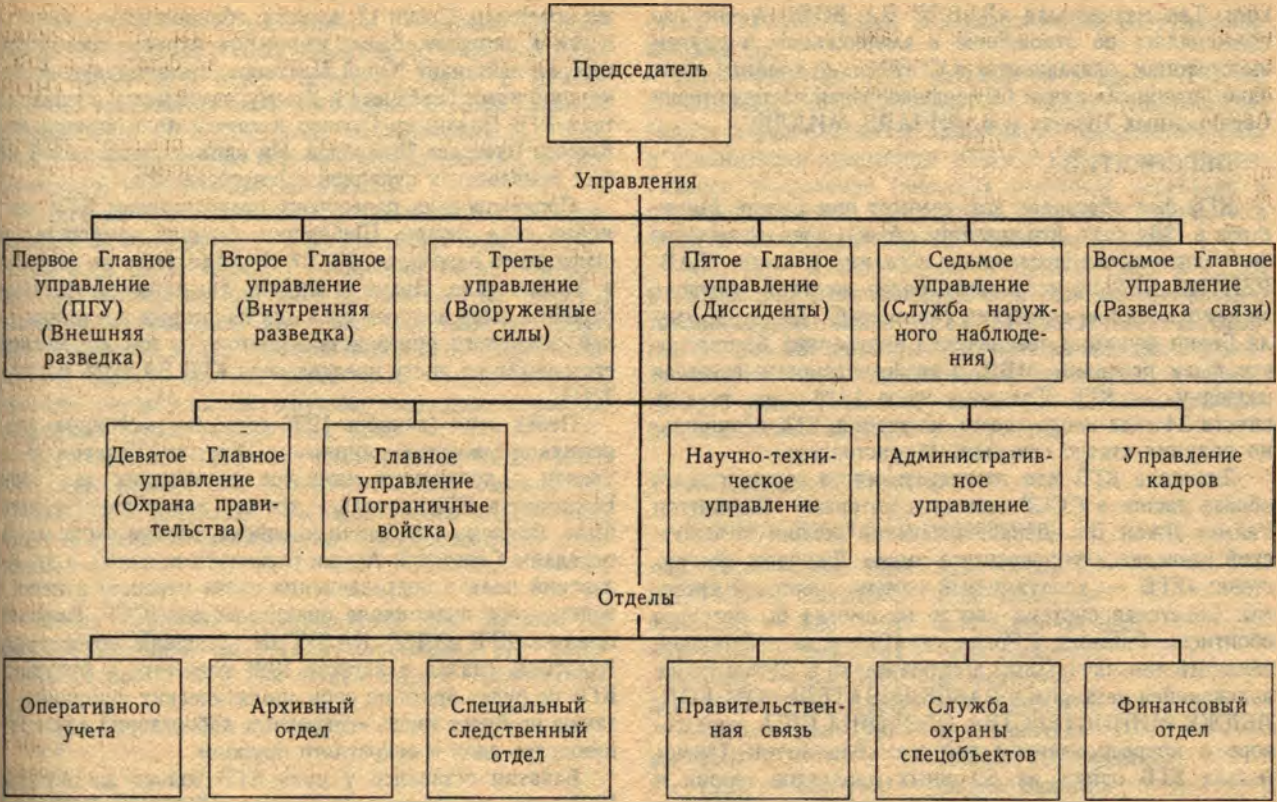 Председатель
Управления
Первое Главное
управление
(ПГУ)
(Внешняя
разведка)
Второе Главное
управление
(Внутренняя
разведка)
Третье
управление
(Вооруженные
силы)
Пятое Главное
управление
(Диссиденты)
Седьмое
управление
(Служба наруж-
ного наблюде-
ния)
Восьмое Главное
управление
(Разведка связи)
Девятое Главное
управление
(Охрана прави-
тельства)
Главное
управление
(Пограничные
войска)
Научно-техни-
ческое
управление
Административ-
ное
управление
Управление
кадров
Отделы
Оперативного
учета
Архивный
отдел
Специальный
следственный
отдел
Правительствен-
ная связь
Служба
охраны
спецобъектов
Финансовый
отдел